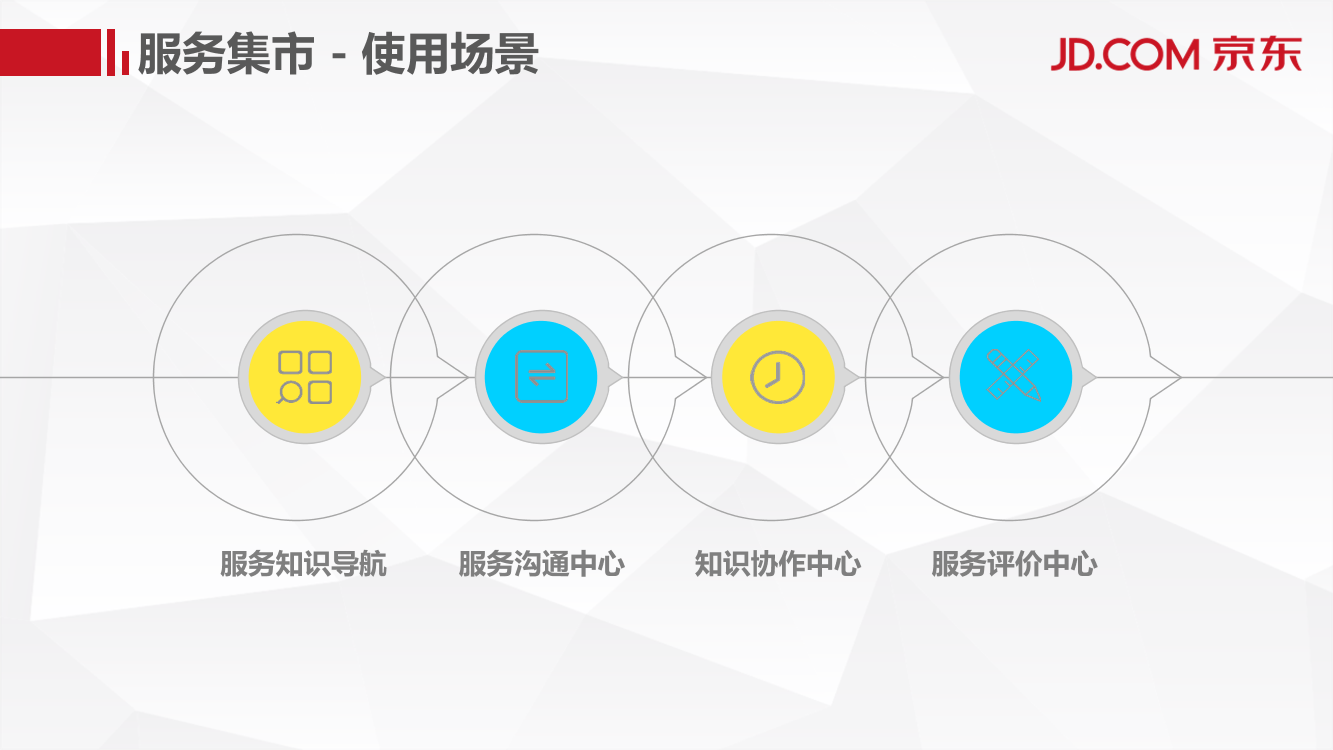 服务集市 - 使用场景
JD.COM 京东
服务知识导航
服务沟通中心
知识协作中心
服务评价中心